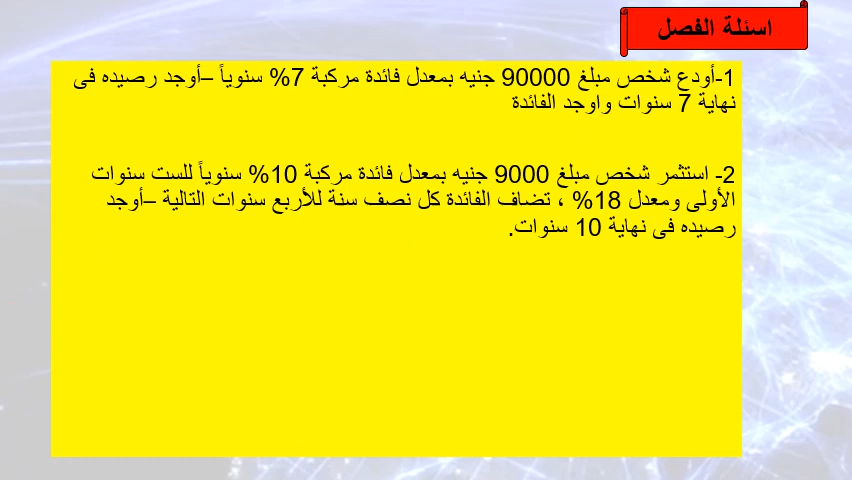 اسئلة الفصل
1-أودع شخص مبلغ 90000 جنيه بمعدل فائدة مركبة 7% سنوياً –أوجد رصيده فى
نهاية 7 سنوات واوجد الفائدة
2- استثمر شخص مبلغ 9000 جنيه بمعدل فائدة مركبة 10% سنوياً للست سنوات
الأولى ومعدل 18% ، تضاف الفائدة كل نصف سنة للأربع سنوات التالية –أوجد
رصيده فى نهاية 10 سنوات.